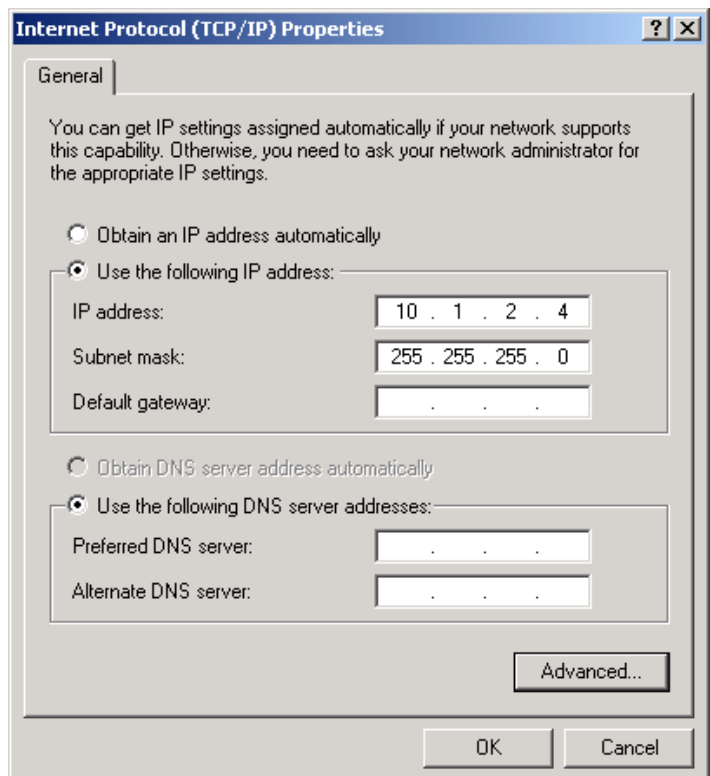 Internet Protocol (TCP/IP) Properties
General
You can get IP settings assigned automatically if your network supports
this capability. Otherwise, you need to ask your network administrator for
the appropriate IP settings.
Obtain an IP address automatically
Use the following IP address:
IP address: 10 . 1 . 2 . 4
Subnet mask: 255 . 255 . 255 . 0
Default gateway: . . .
Obtain DNS server address automatically
Use the following DNS server addresses:
Preferred DNS server: . . .
Alternate DNS server: . . .
Advanced...
OK Cancel